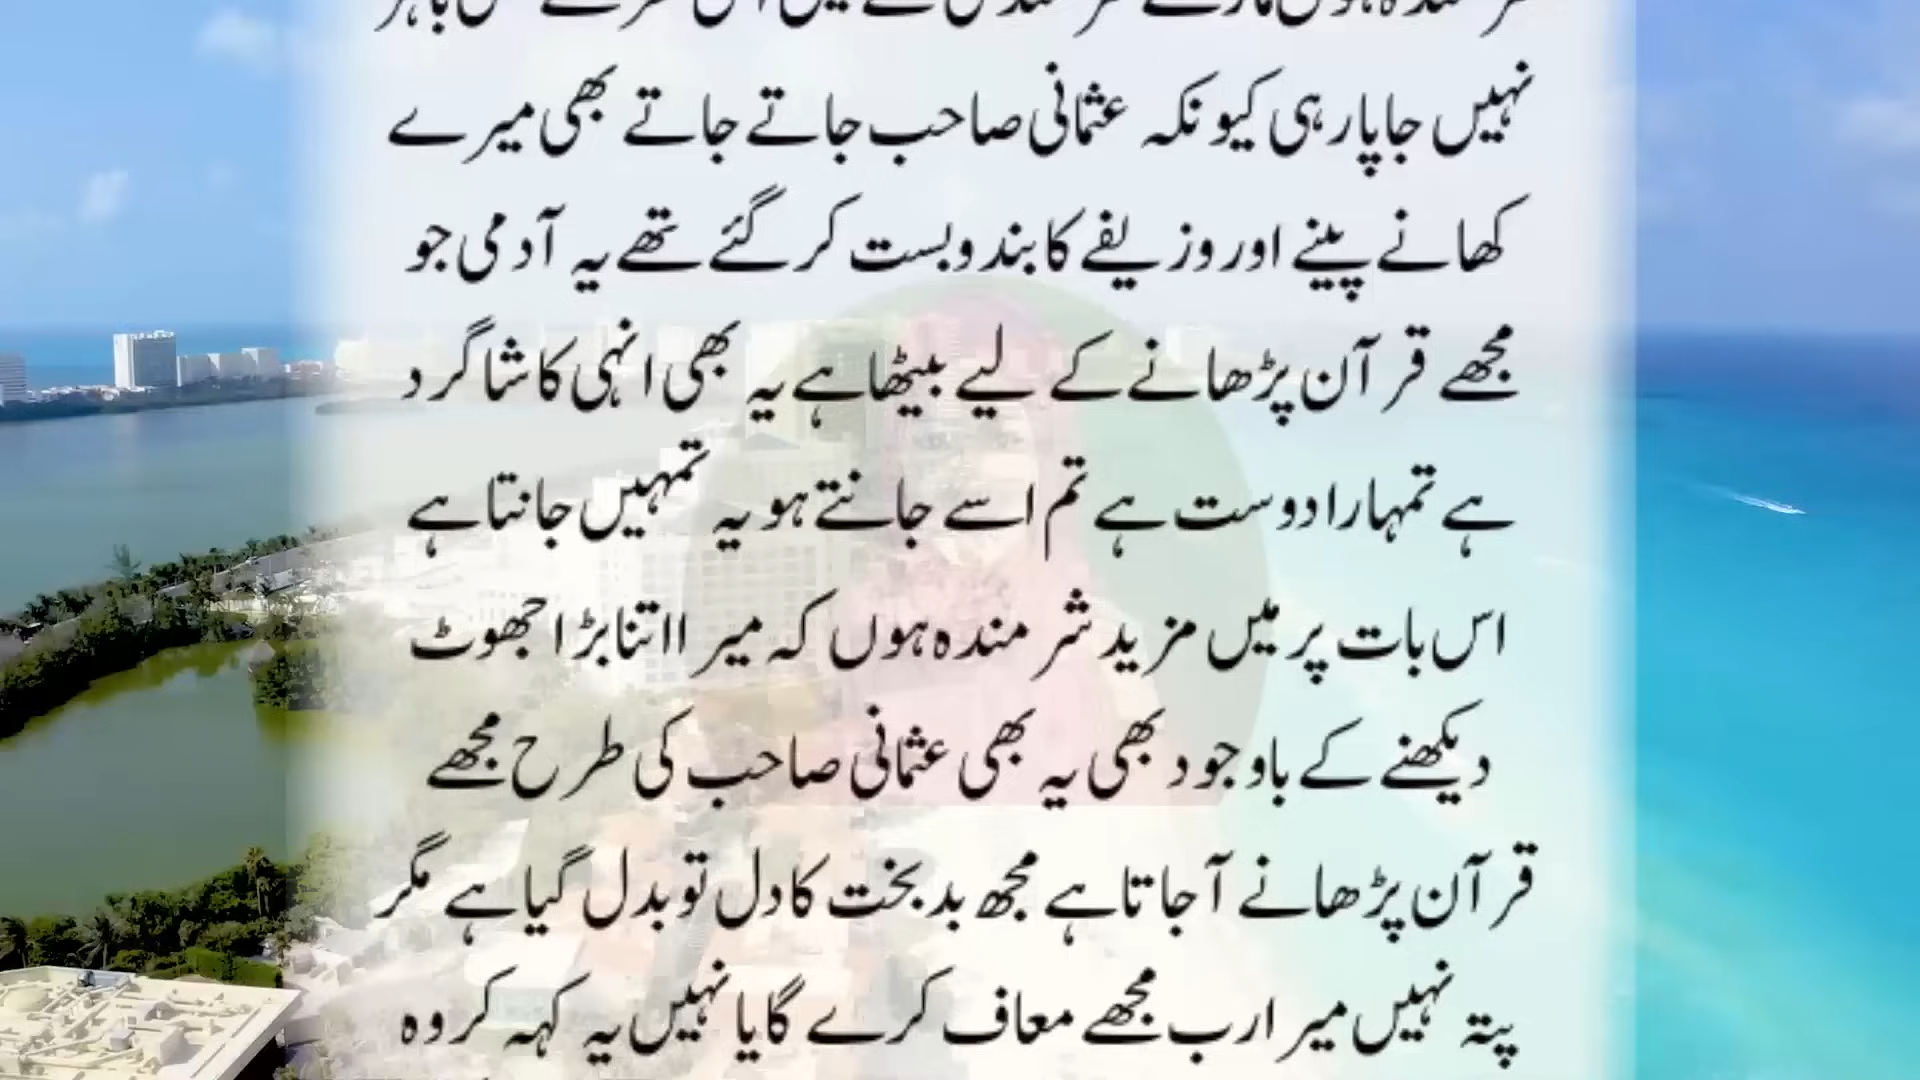 نہیں جا پا رہی کیونکہ عثمانی صاحب جاتے جاتے بھی میرے
کھانے پینے اور وزیفے کا بندوبست کر گئے تھے یہ آدمی جو
مجھے قرآن پڑھانے کے لیے بیٹھا ہے یہ بھی انہی کا شاگرد
ہے تمہارا دوست ہے تم اسے جانتے ہو یہ تمہیں جانتا ہے
اس بات پر میں مزید شرمندہ ہوں کہ میرا اتنا بڑا جھوٹ
دیکھنے کے باوجود بھی یہ بھی عثمانی صاحب کی طرح مجھے
قرآن پڑھانے آ جاتا ہے مجھ بدبخت کا دل تو بدل گیا ہے مگر
پتہ نہیں میرا رب مجھے معاف کرے گا یا نہیں یہ کہہ کر وہ